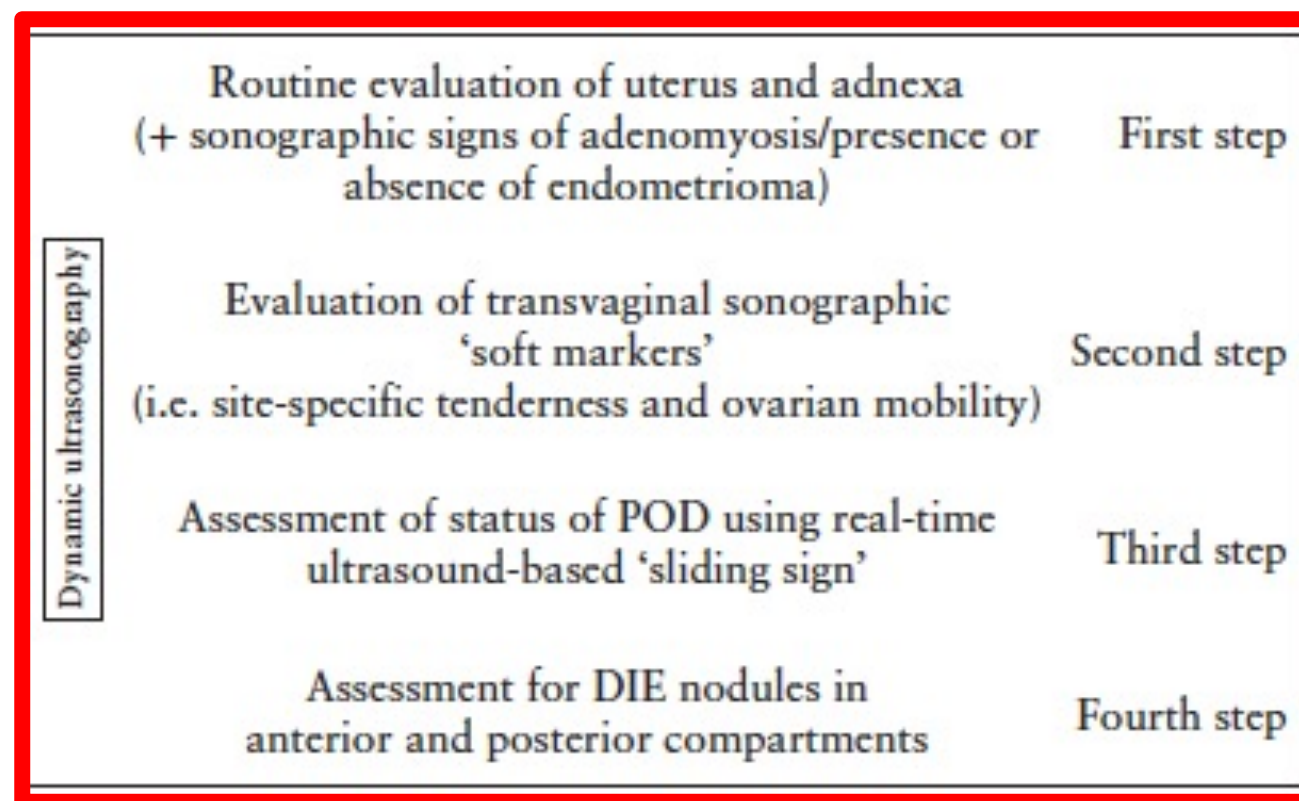 Routine evaluation of uterus and adnexa
(+ sonographic signs of adenomyosis/presence or
absence of endometrioma)
First step
Dynamic ultrasonography
Evaluation of transvaginal sonographic
‘soft markers’
(i.e. site-specific tenderness and ovarian mobility)
Second step
Assessment of status of POD using real-time
ultrasound-based ‘sliding sign’
Third step
Assessment for DIE nodules in
anterior and posterior compartments
Fourth step